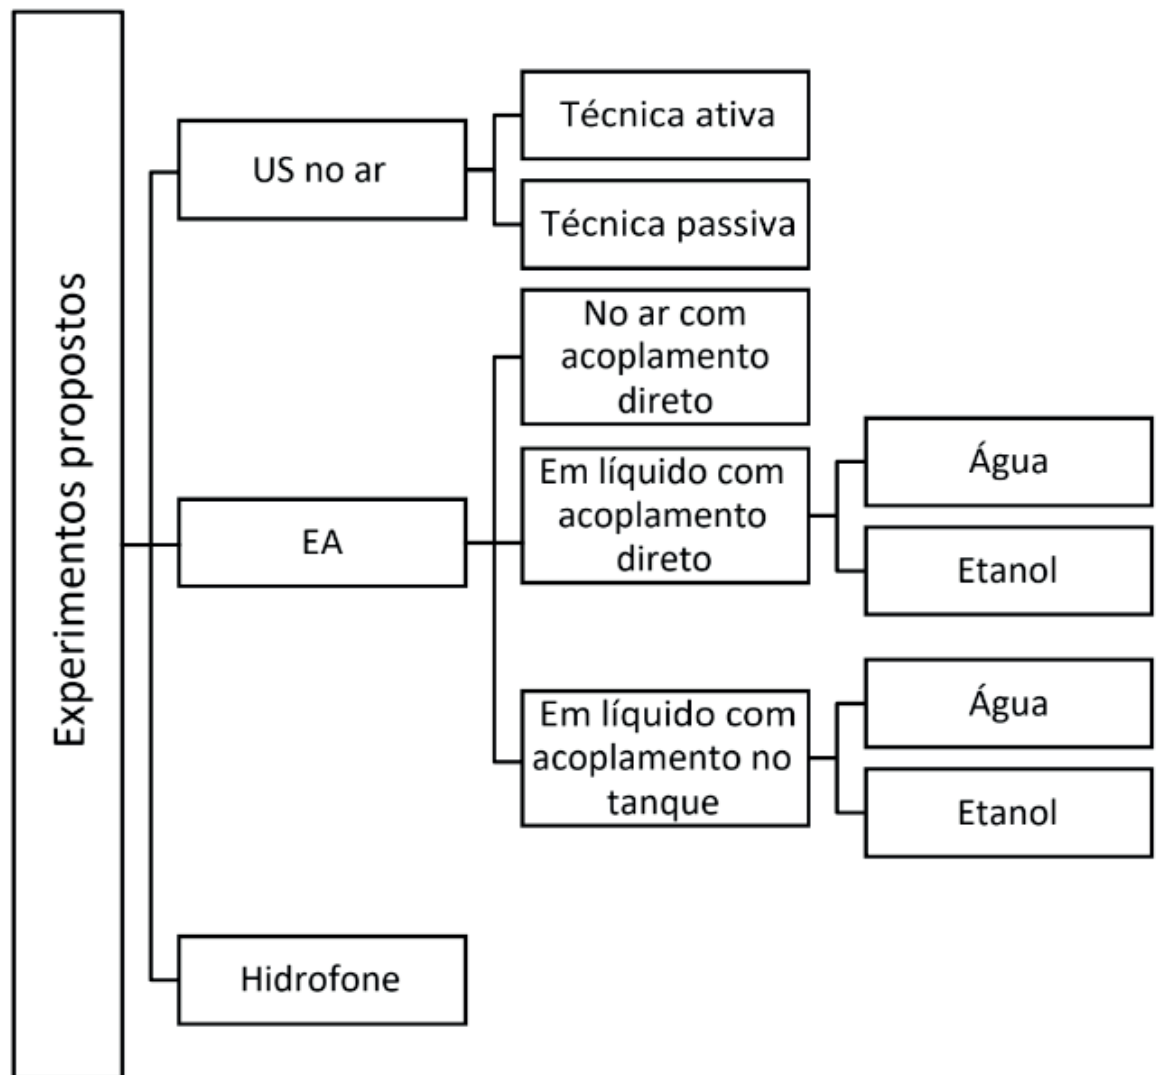 Experimentos propostos
US no ar
Técnica ativa
Técnica passiva
EA
No ar com
acoplamento
direto
Em líquido com
acoplamento
direto
Água
Etanol
Em líquido com
acoplamento no
tanque
Água
Etanol
Hidrofone